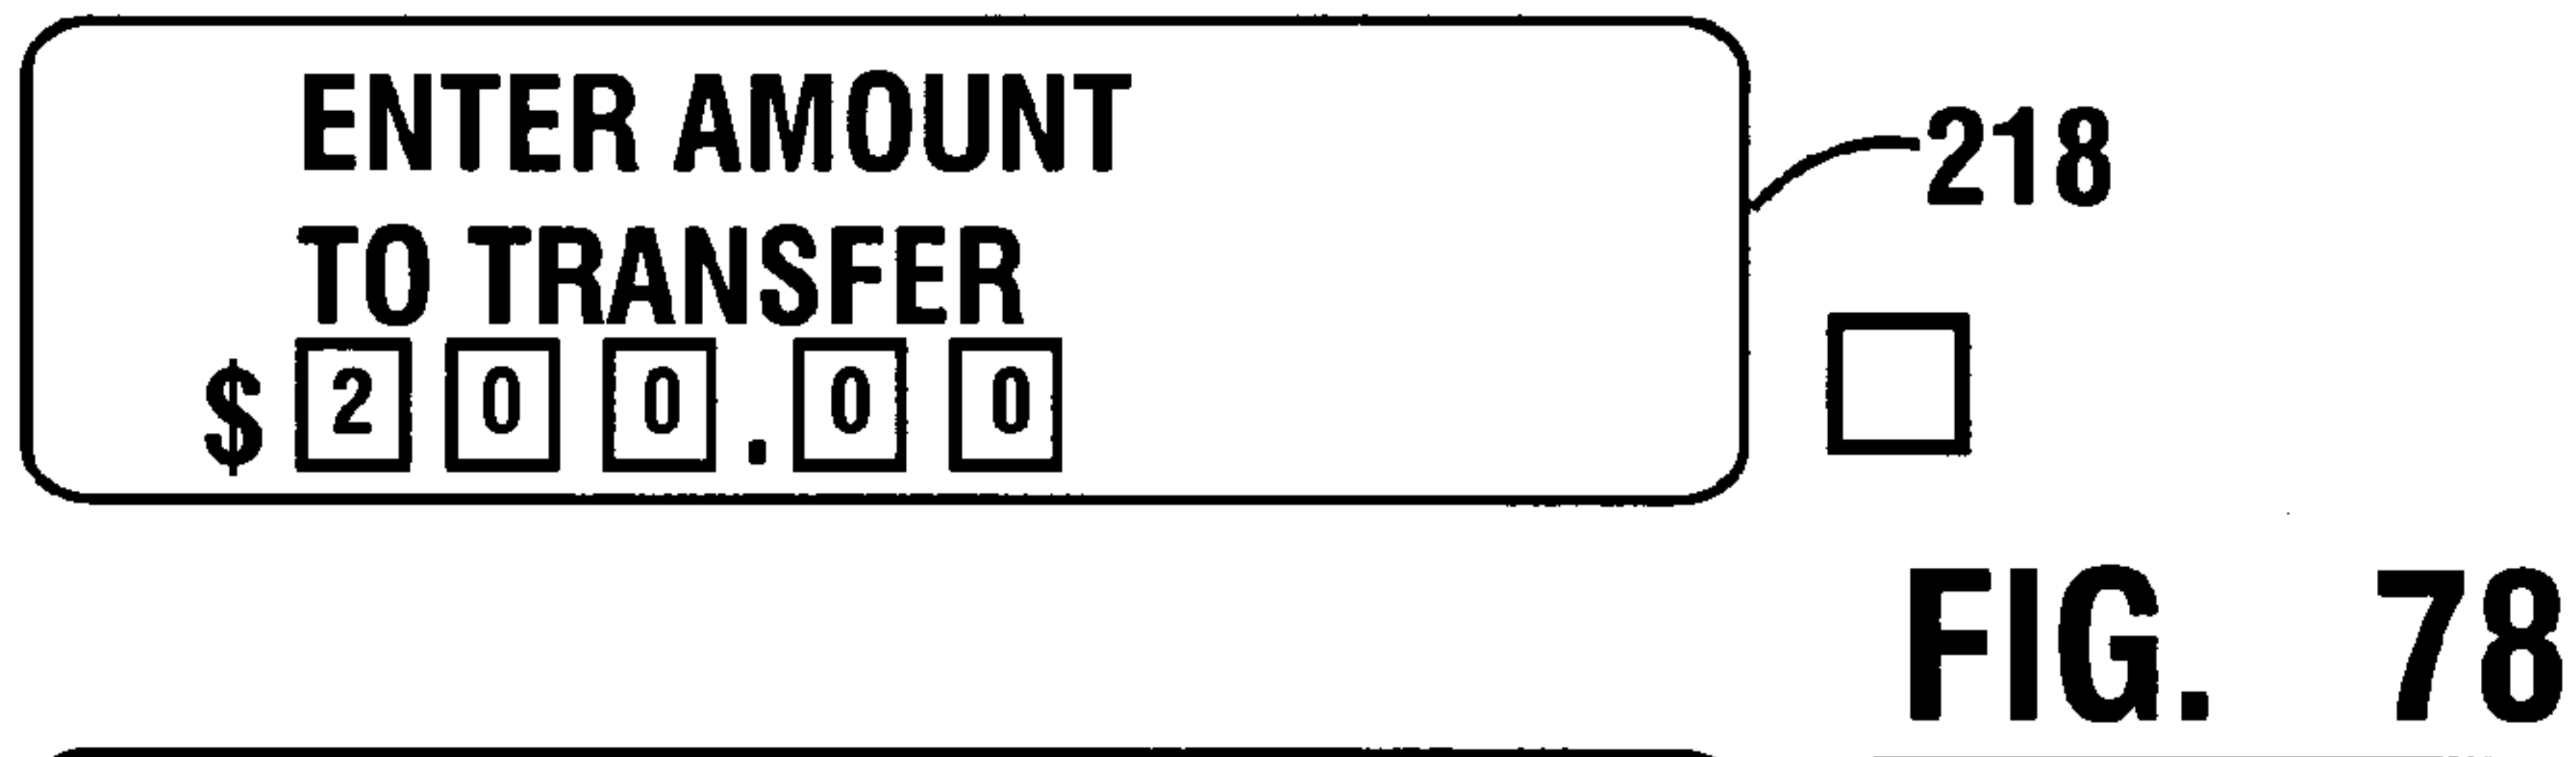 ENTER AMOUNT
TO TRANSFER
$ 2 0 0 . 0 0
218
FIG. 78